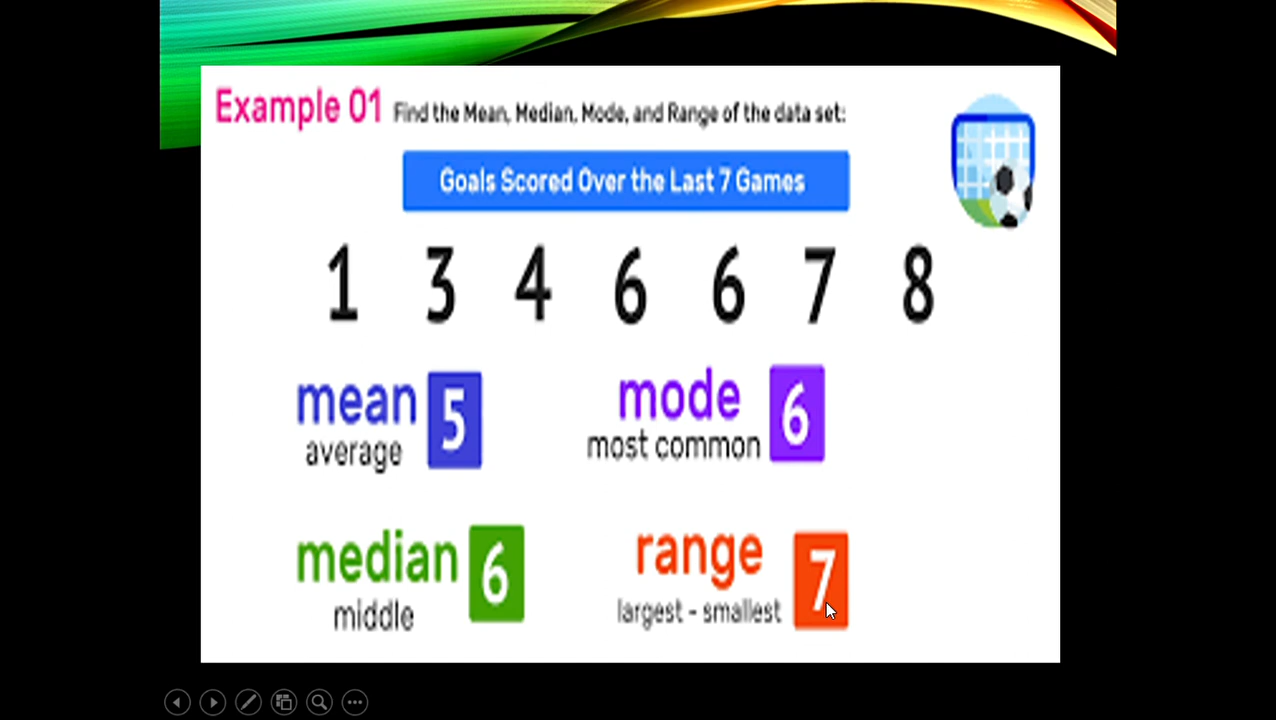 Example 01 Find the Mean, Median, Mode, and Range of the data set:
Goals Scored Over the Last 7 Games
1 3 4 6 6 7 8
mean 5
average
mode 6
most common
median 6
middle
range 7
largest - smallest